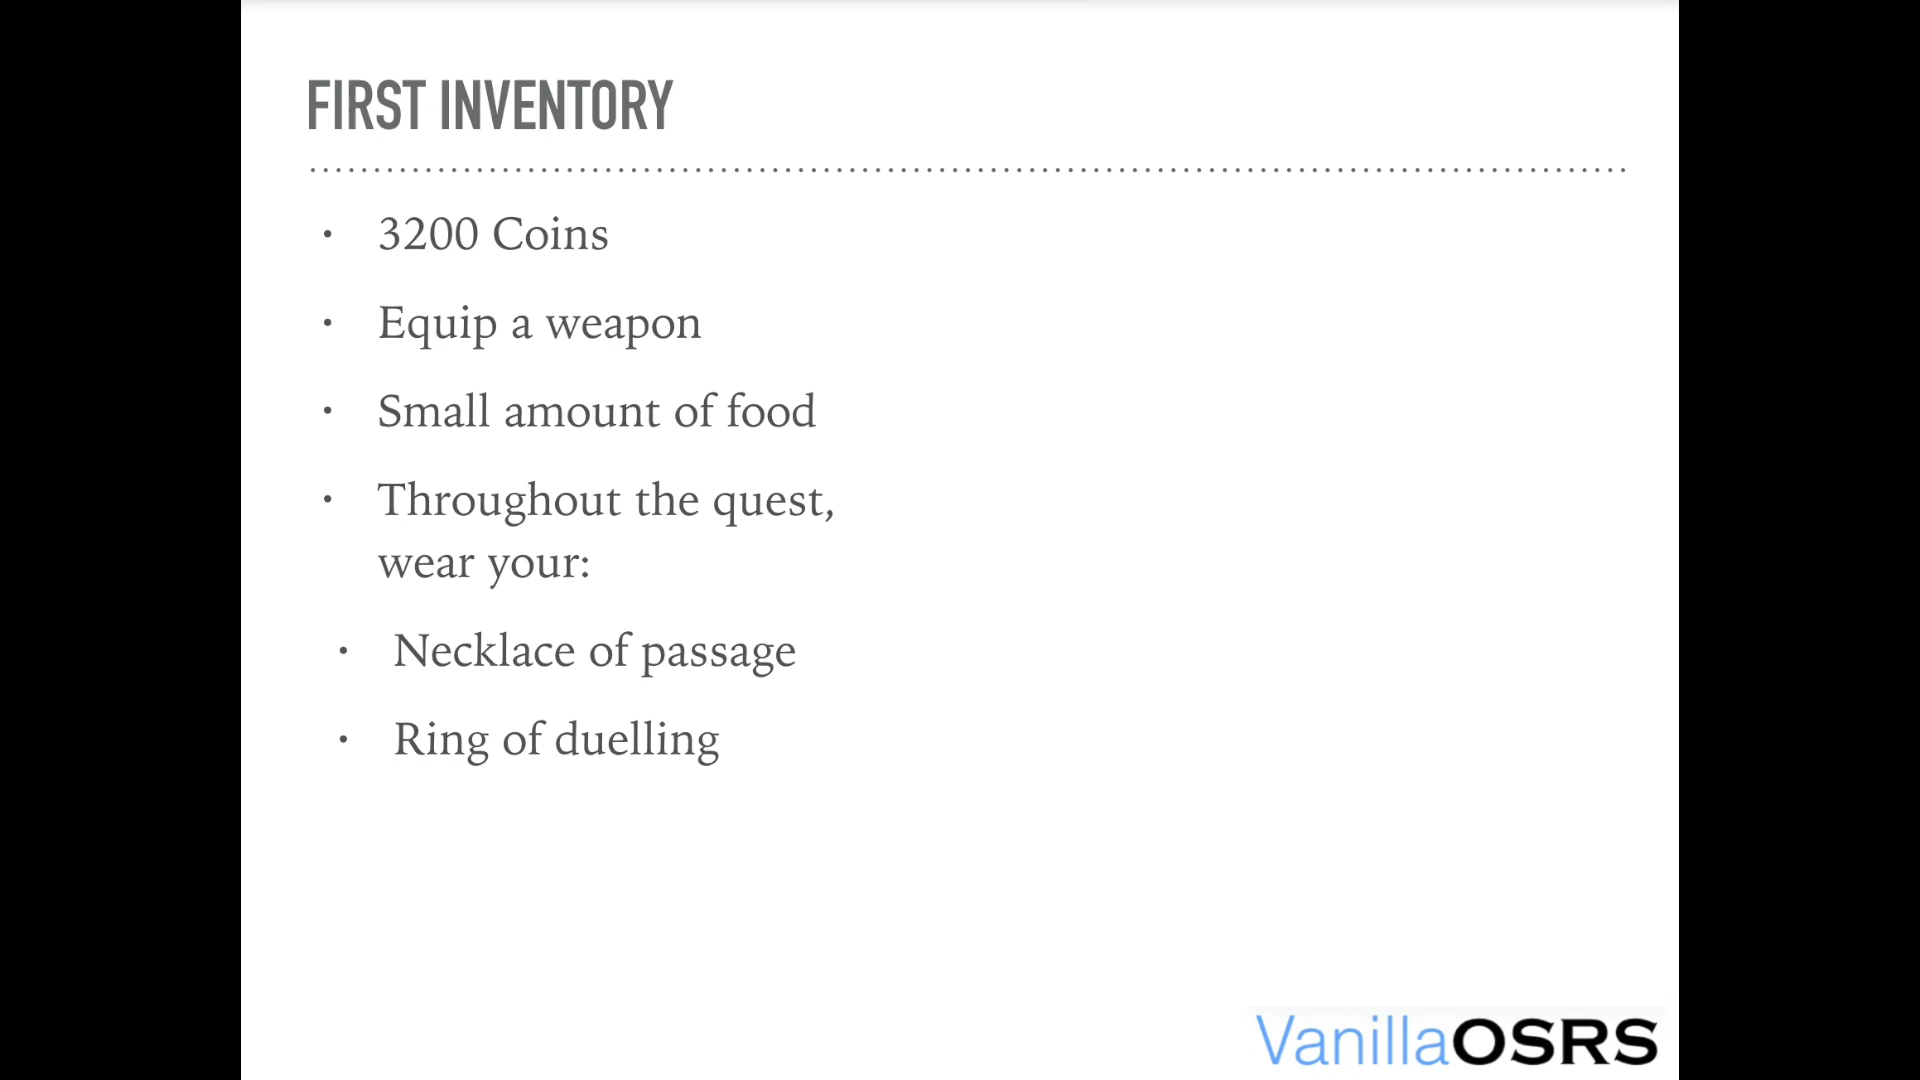 FIRST INVENTORY
• 3200 Coins
• Equip a weapon
• Small amount of food
• Throughout the quest,
wear your:
• Necklace of passage
• Ring of duelling
VanillaOSRS